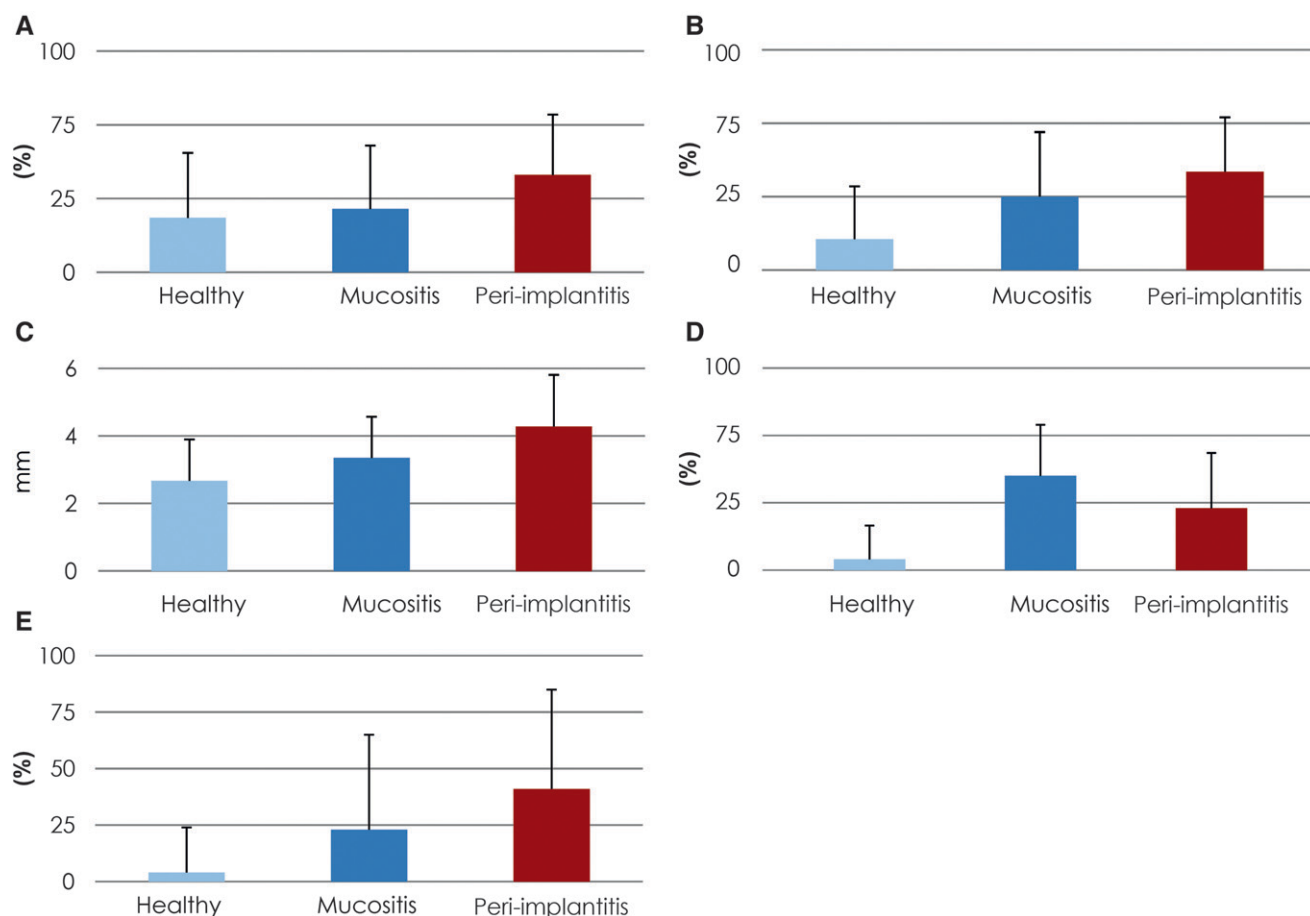 A
100
75
25
0
(%)
Healthy
Mucositis
Peri-implantitis
B
100
75
25
0
(%)
Healthy
Mucositis
Peri-implantitis
C
6
4
2
0
mm
Healthy
Mucositis
Peri-implantitis
D
100
75
25
0
(%)
Healthy
Mucositis
Peri-implantitis
E
100
75
50
25
0
(%)
Healthy
Mucositis
Peri-implantitis